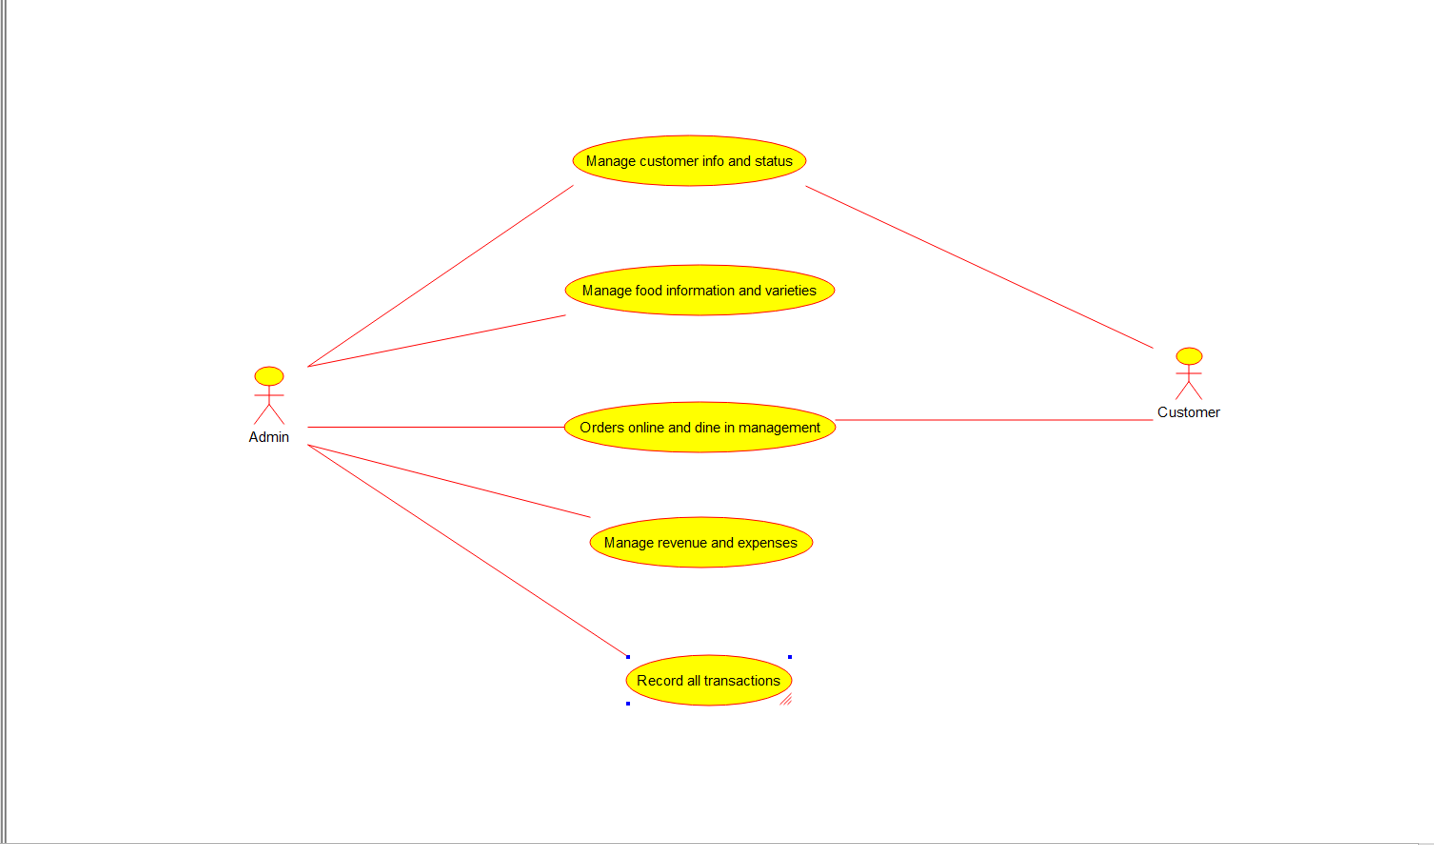 Manage customer info and status
Manage food information and varieties
Admin
Customer
Orders online and dine in management
Manage revenue and expenses
Record all transactions